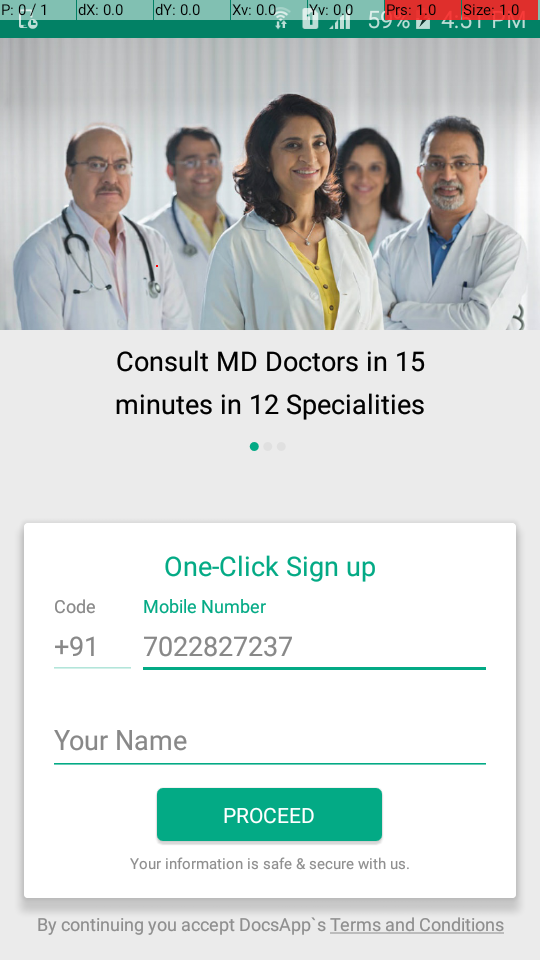 P: 0 / 1 dX: 0.0 dY: 0.0 Xv: 0.0 Yv: 0.0 Prs: 1.0 Size: 1.0
59% 4:51 PM
Consult MD Doctors in 15
minutes in 12 Specialities
One-Click Sign up
Code Mobile Number
+91 7022827237
Your Name
PROCEED
Your information is safe & secure with us.
By continuing you accept DocsApp`s Terms and Conditions